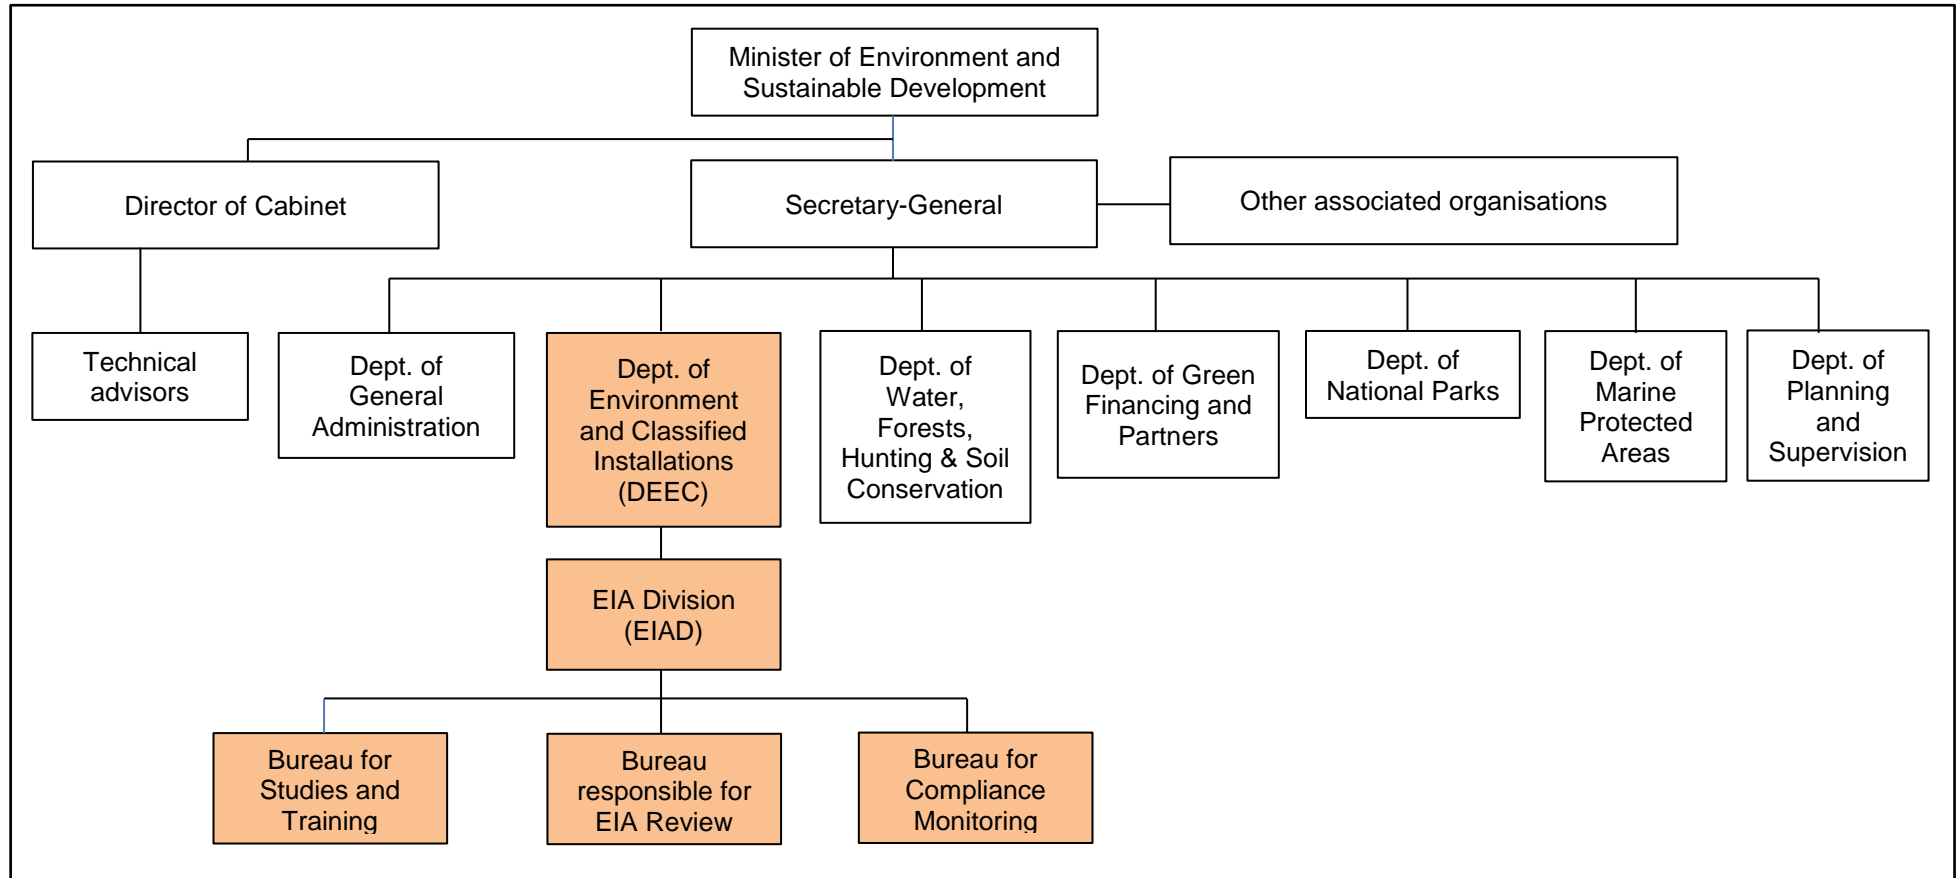 Minister of Environment and
Sustainable Development
Director of Cabinet
Secretary-General
Other associated organisations
Technical
advisors
Dept. of
General
Administration
Dept. of
Environment
and Classified
Installations
(DEEC)
Dept. of
Water,
Forests,
Hunting & Soil
Conservation
Dept. of Green
Financing and
Partners
Dept. of
National Parks
Dept. of
Marine
Protected
Areas
Dept. of
Planning
and
Supervision
EIA Division
(EIAD)
Bureau for
Studies and
Training
Bureau
responsible for
EIA Review
Bureau for
Compliance
Monitoring